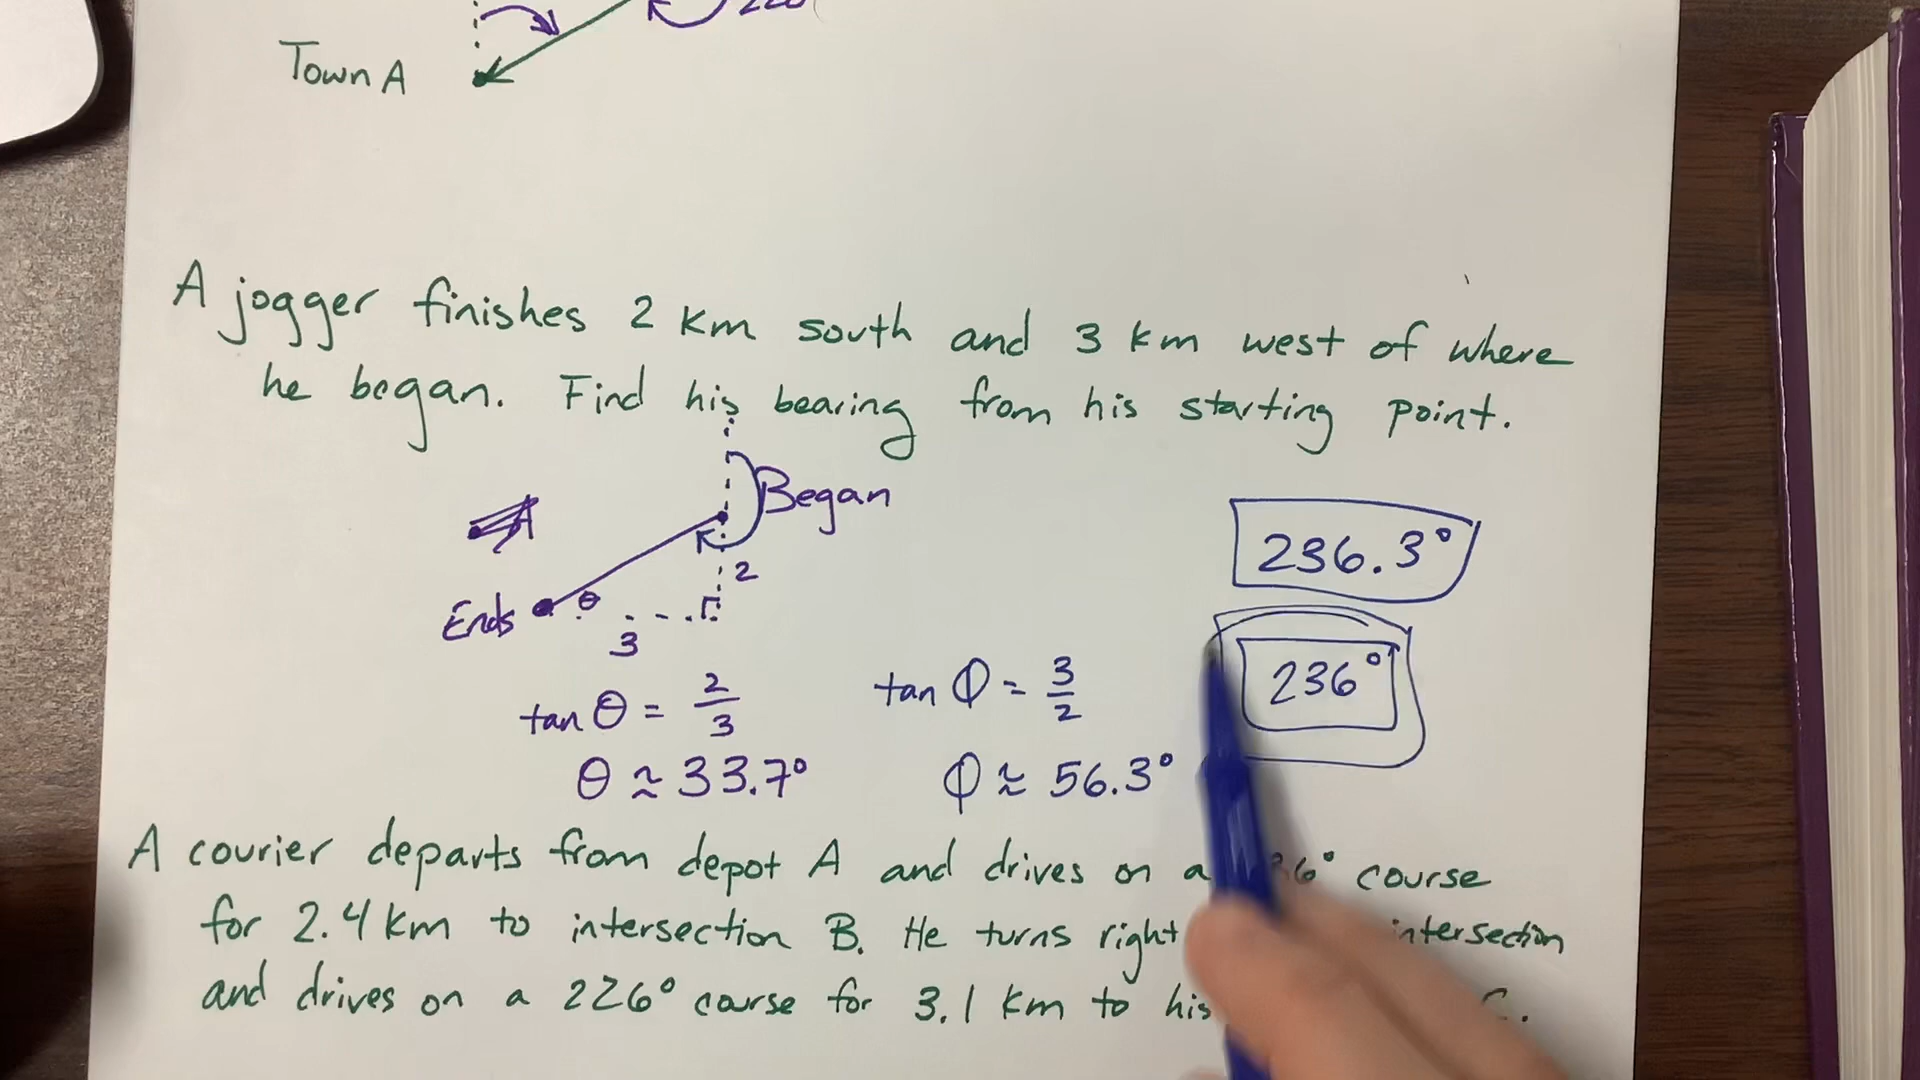 Town A
A jogger finishes 2 km south and 3 km west of where
he began. Find his bearing from his starting point.
Began
236.3°
2
Ends
θ
3
236°
tan θ = 2/3
tan Φ = 3/2
θ ≈ 33.7°
Φ ≈ 56.3°
A courier departs from depot A and drives on a 6° course
for 2.4 km to intersection B. He turns right intersection
and drives on a 226° course for 3.1 km to his C.